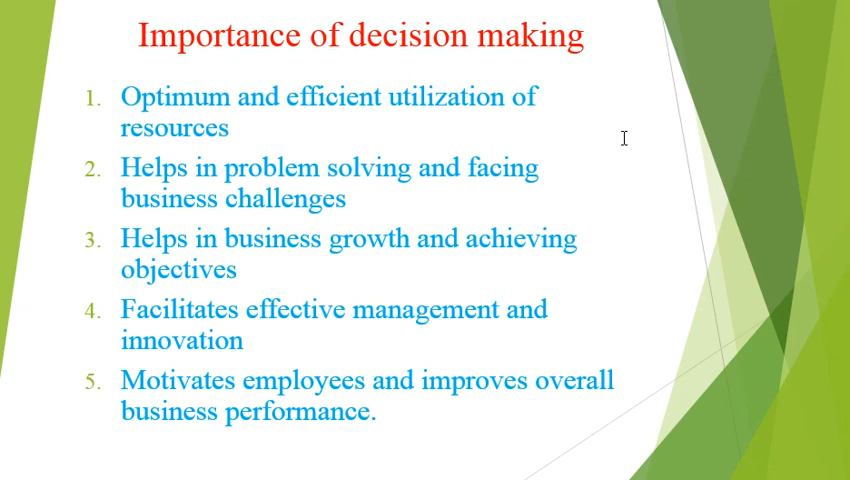 Importance of decision making
1. Optimum and efficient utilization of
resources
2. Helps in problem solving and facing
business challenges
3. Helps in business growth and achieving
objectives
4. Facilitates effective management and
innovation
5. Motivates employees and improves overall
business performance.